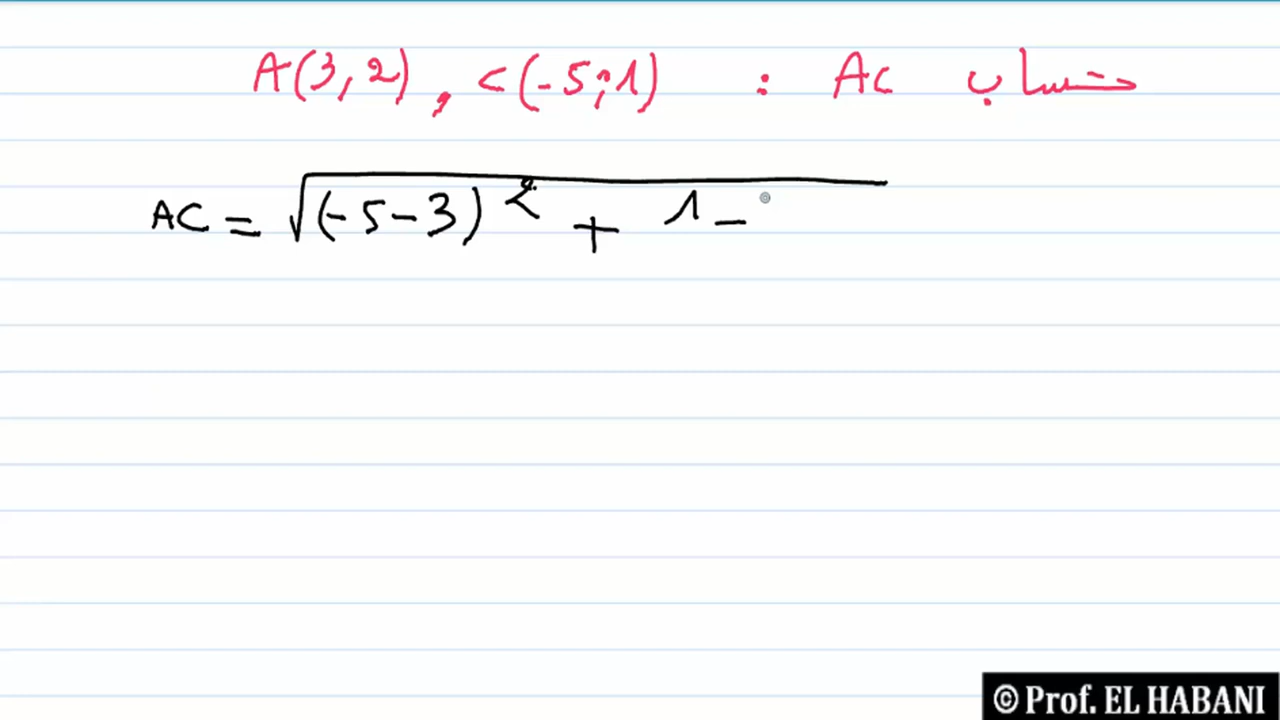 حساب AC : A(3,2), C(-5;1)
AC = √(-5-3)² + 1 -
© Prof. EL HABANI